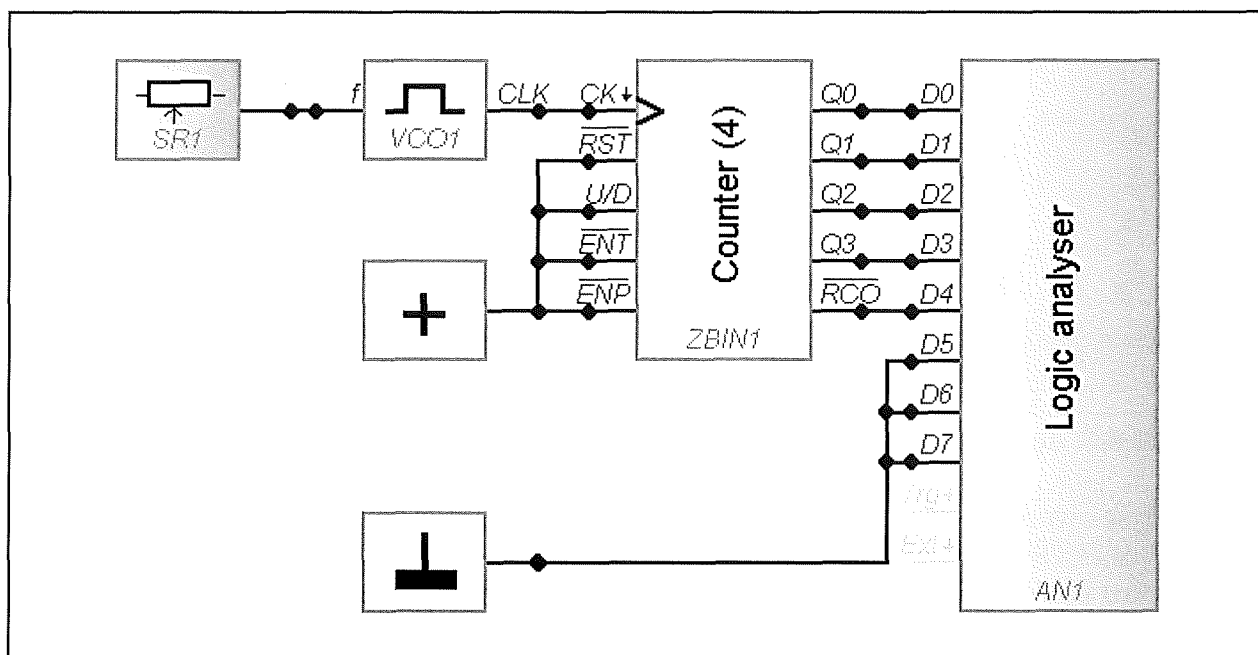 SR1
f
VCO1
CLK
CK↓
RST
U/D
ENT
ENP
+
Counter (4)
ZBIN1
Q0
Q1
Q2
Q3
RCO
D0
D1
D2
D3
D4
D5
D6
D7
Logic analyser
AN1